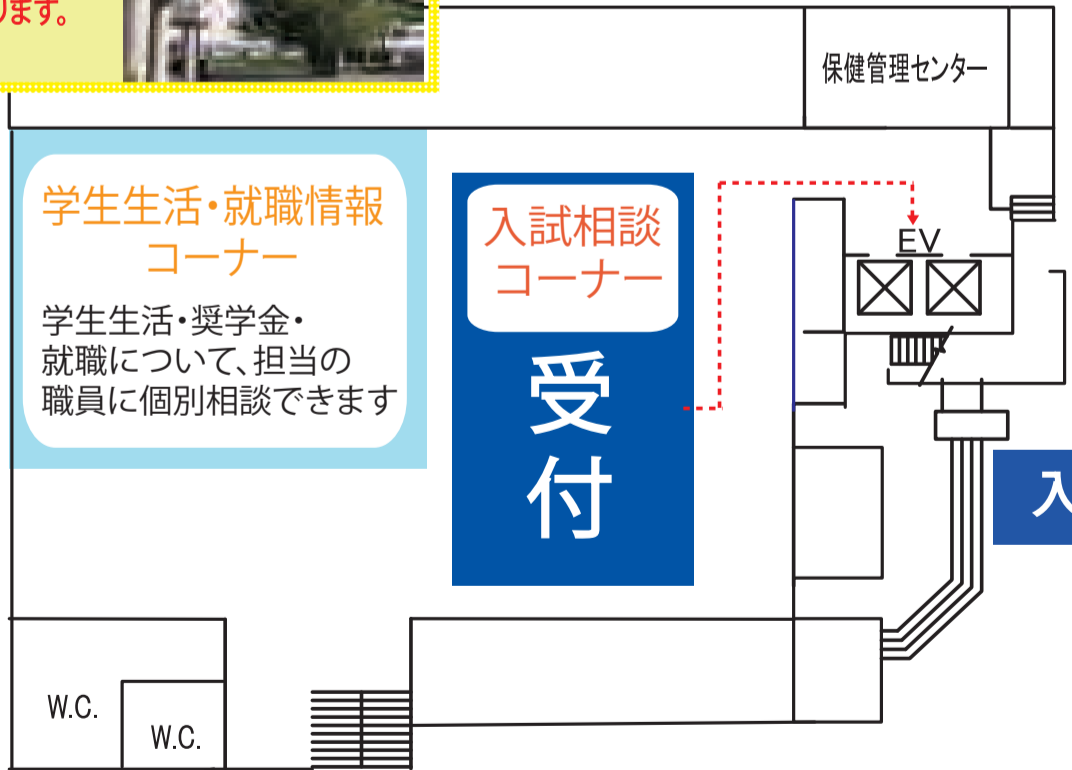 ります。
保健管理センター
学生生活・就職情報
コーナー
学生生活・奨学金・
就職について、担当の
職員に個別相談できます
入試相談
コーナー
受
付
EV
入
W.C.
W.C.